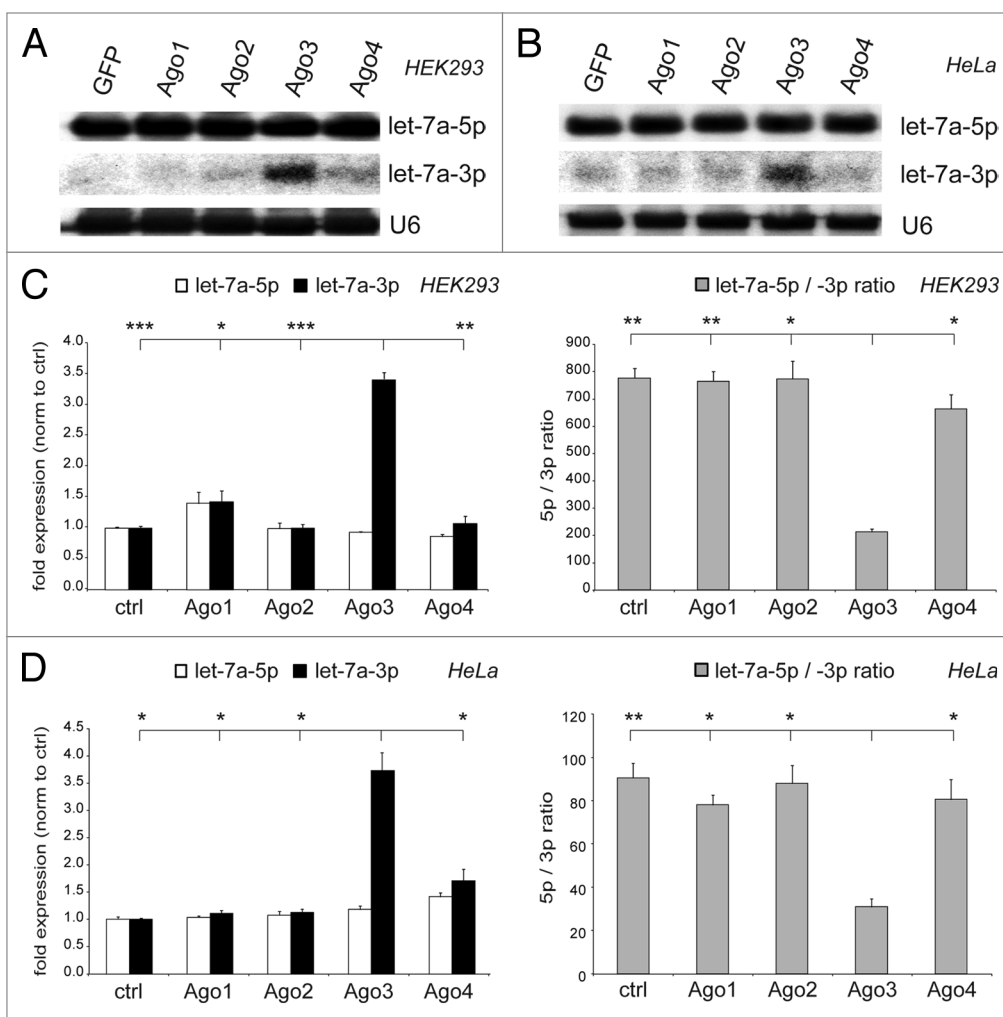 A
GFP Ago1 Ago2 Ago3 Ago4 HEK293
let-7a-5p
let-7a-3p
U6
B
GFP Ago1 Ago2 Ago3 Ago4 HeLa
let-7a-5p
let-7a-3p
U6
C
let-7a-5p let-7a-3p HEK293
*** * *** **
fold expression (norm to ctrl)
4.0
3.5
3.0
2.5
2.0
1.5
1.0
0.5
0.0
ctrl Ago1 Ago2 Ago3 Ago4
let-7a-5p / -3p ratio HEK293
** ** * *
5p / 3p ratio
900
800
700
600
500
400
300
200
100
0
ctrl Ago1 Ago2 Ago3 Ago4
D
let-7a-5p let-7a-3p HeLa
* * * *
fold expression (norm to ctrl)
4.5
4.0
3.5
3.0
2.5
2.0
1.5
1.0
0.5
0.0
ctrl Ago1 Ago2 Ago3 Ago4
let-7a-5p / -3p ratio HeLa
** * * *
5p / 3p ratio
120
100
80
60
40
20
0
ctrl Ago1 Ago2 Ago3 Ago4